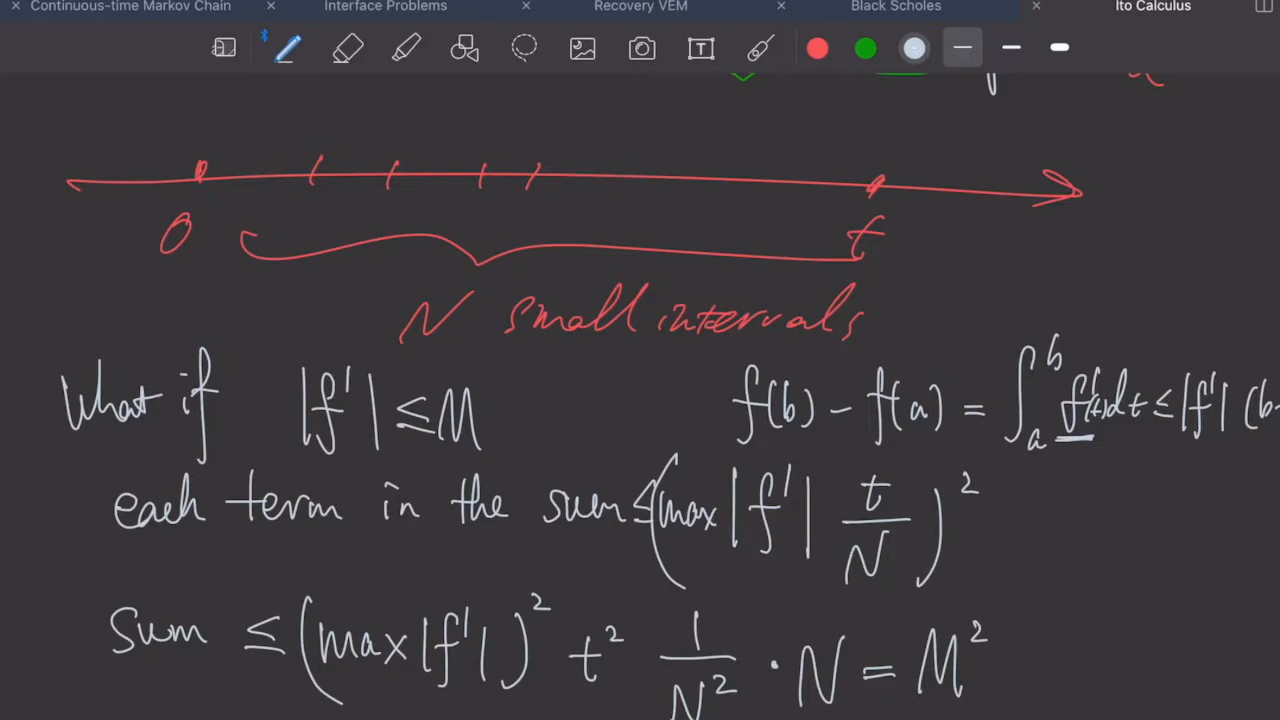 Continuous-time Markov Chain Interface Problems Recovery VEM Black Scholes Ito Calculus
T
0 t
N small intervals
What if |f'| ≤ M f(b) - f(a) = ∫_a^b f'(t)dt ≤ |f'| (b-
each term in the sum ≤ (max |f'| t/N)^2
Sum ≤ (max |f'|)^2 t^2 1/N^2 · N = M^2